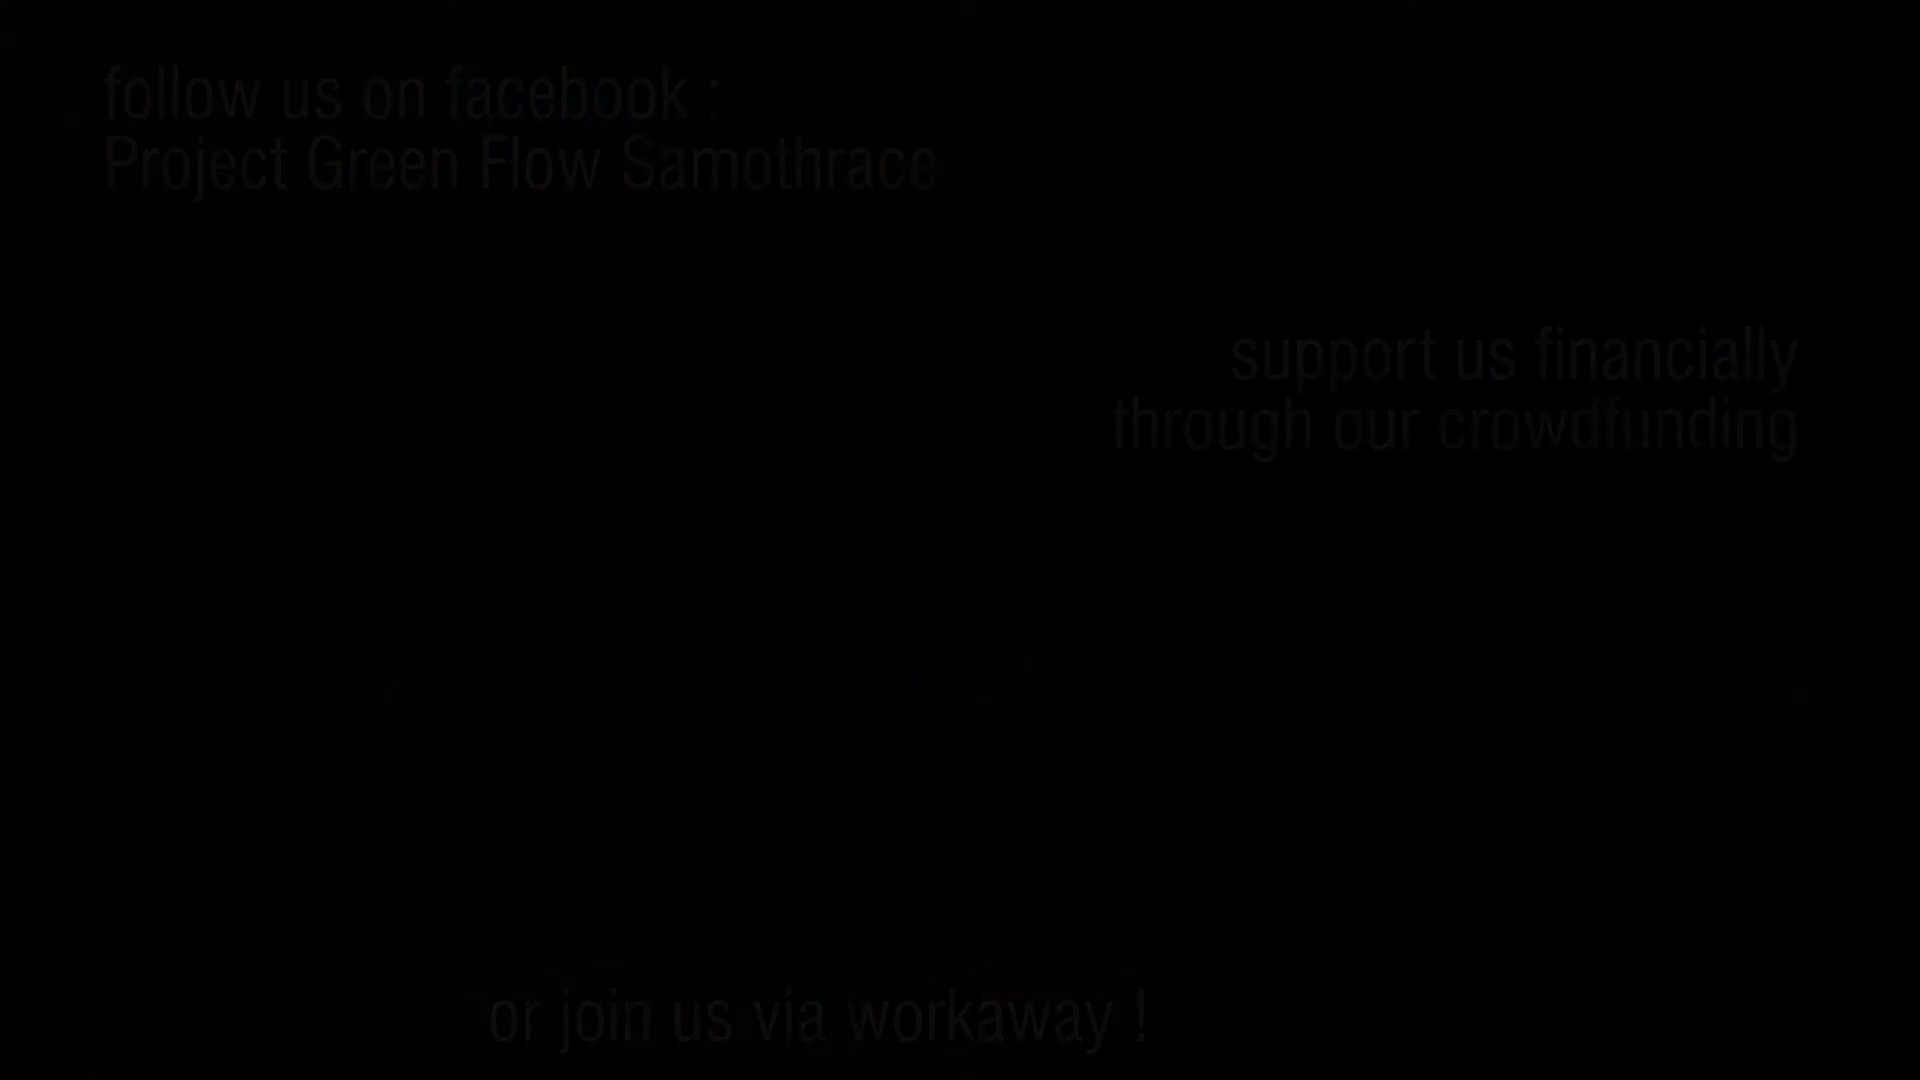 follow us on facebook :
Project Green Flow Samothrace
support us financially
through our crowdfunding
or join us via workaway !